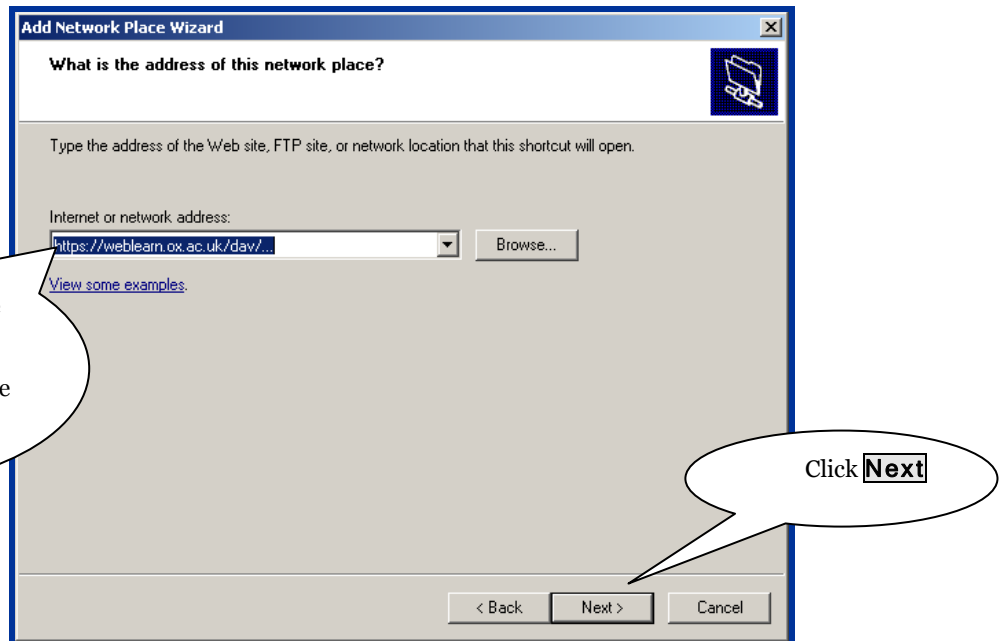 Add Network Place Wizard
What is the address of this network place?
Type the address of the Web site, FTP site, or network location that this shortcut will open.
Internet or network address:
https://weblearn.ox.ac.uk/dav/...
Browse...
View some examples.
Click Next
< Back
Next >
Cancel